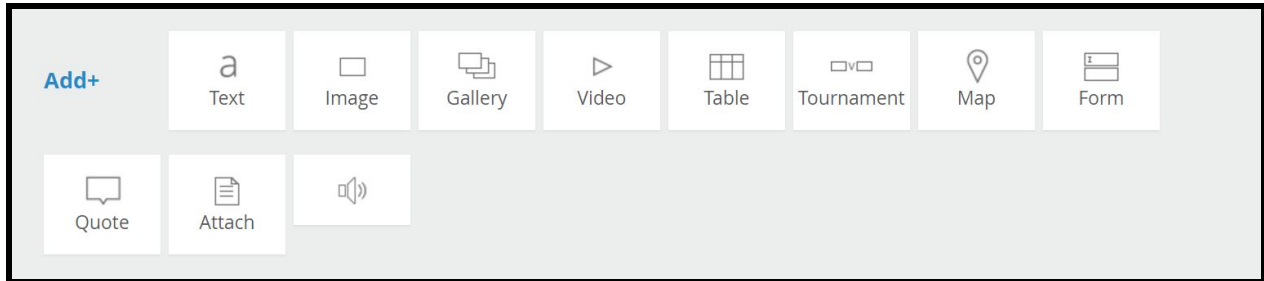 Add+
a
Text
Image
Gallery
Video
Table
V
Tournament
Map
I
Form
Quote
Attach